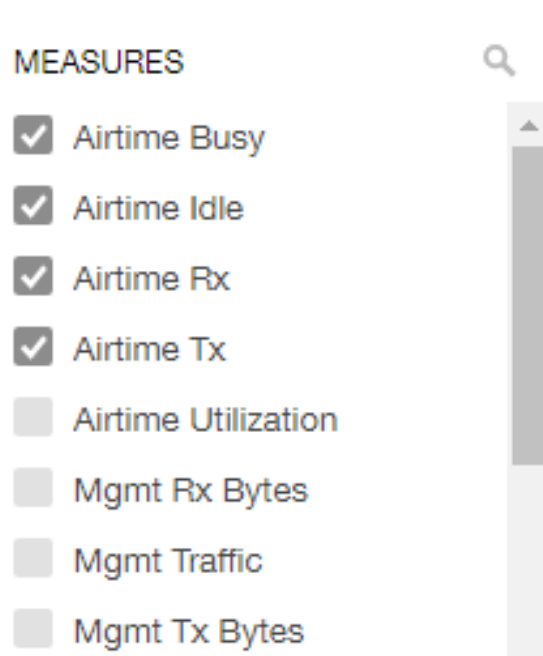 MEASURES
Airtime Busy
Airtime Idle
Airtime Rx
Airtime Tx
Airtime Utilization
Mgmt Rx Bytes
Mgmt Traffic
Mgmt Tx Bytes